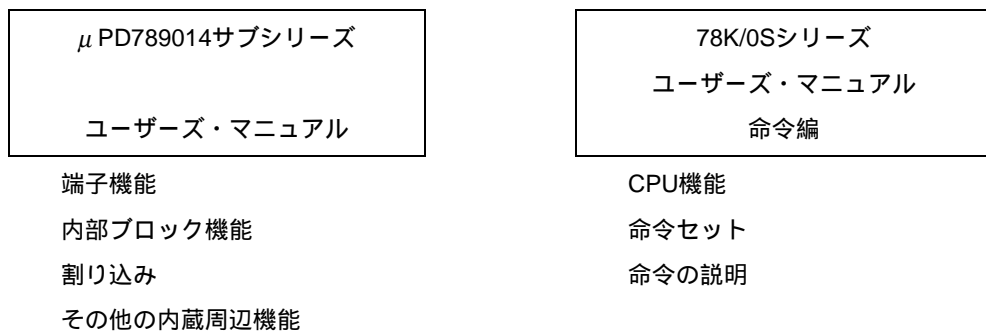 μPD789014サブシリーズ
ユーザーズ・マニュアル
端子機能
内部ブロック機能
割り込み
その他の内蔵周辺機能
78K/0Sシリーズ
ユーザーズ・マニュアル
命令編
CPU機能
命令セット
命令の説明